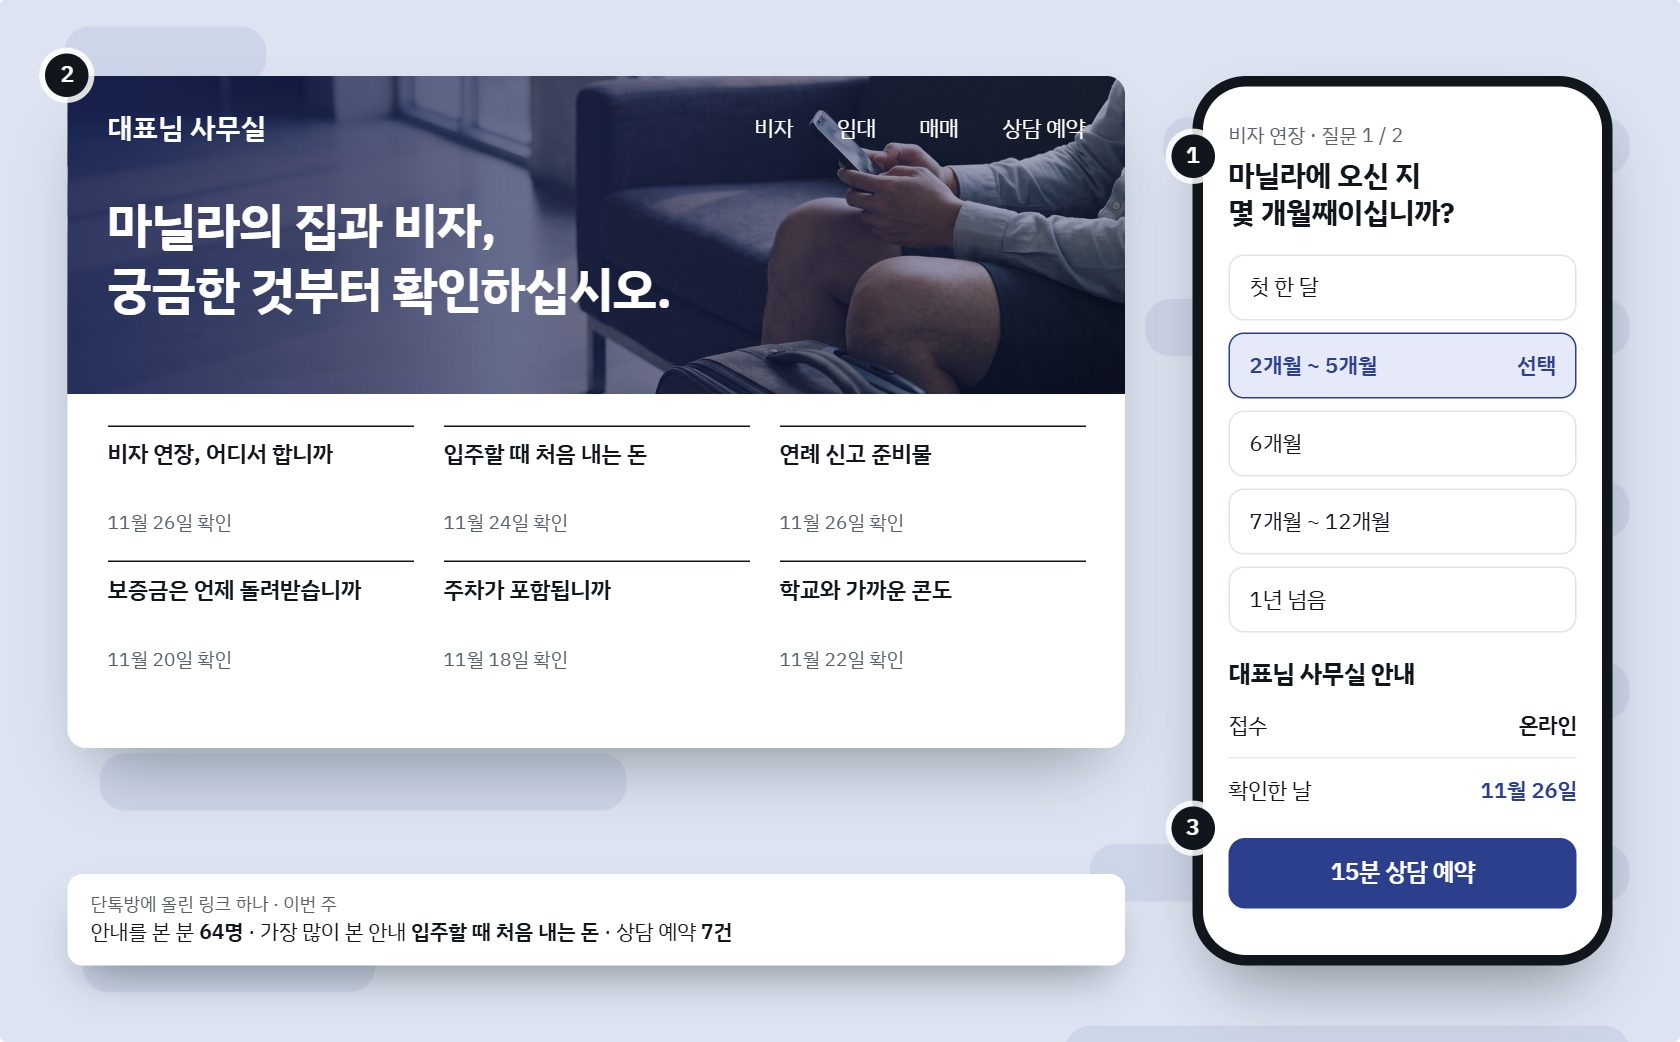 2
대표님 사무실
비자 임대 매매 상담 예약
마닐라의 집과 비자,
궁금한 것부터 확인하십시오.
비자 연장, 어디서 합니까
11월 26일 확인
입주할 때 처음 내는 돈
11월 24일 확인
연례 신고 준비물
11월 26일 확인
보증금은 언제 돌려받습니까
11월 20일 확인
주차가 포함됩니까
11월 18일 확인
학교와 가까운 콘도
11월 22일 확인
단톡방에 올린 링크 하나 · 이번 주
안내를 본 분 64명 · 가장 많이 본 안내 입주할 때 처음 내는 돈 · 상담 예약 7건
1
비자 연장 · 질문 1 / 2
마닐라에 오신 지
몇 개월째이십니까?
첫 한 달
2개월 ~ 5개월 선택
6개월
7개월 ~ 12개월
1년 넘음
대표님 사무실 안내
접수 온라인
확인한 날 11월 26일
3
15분 상담 예약